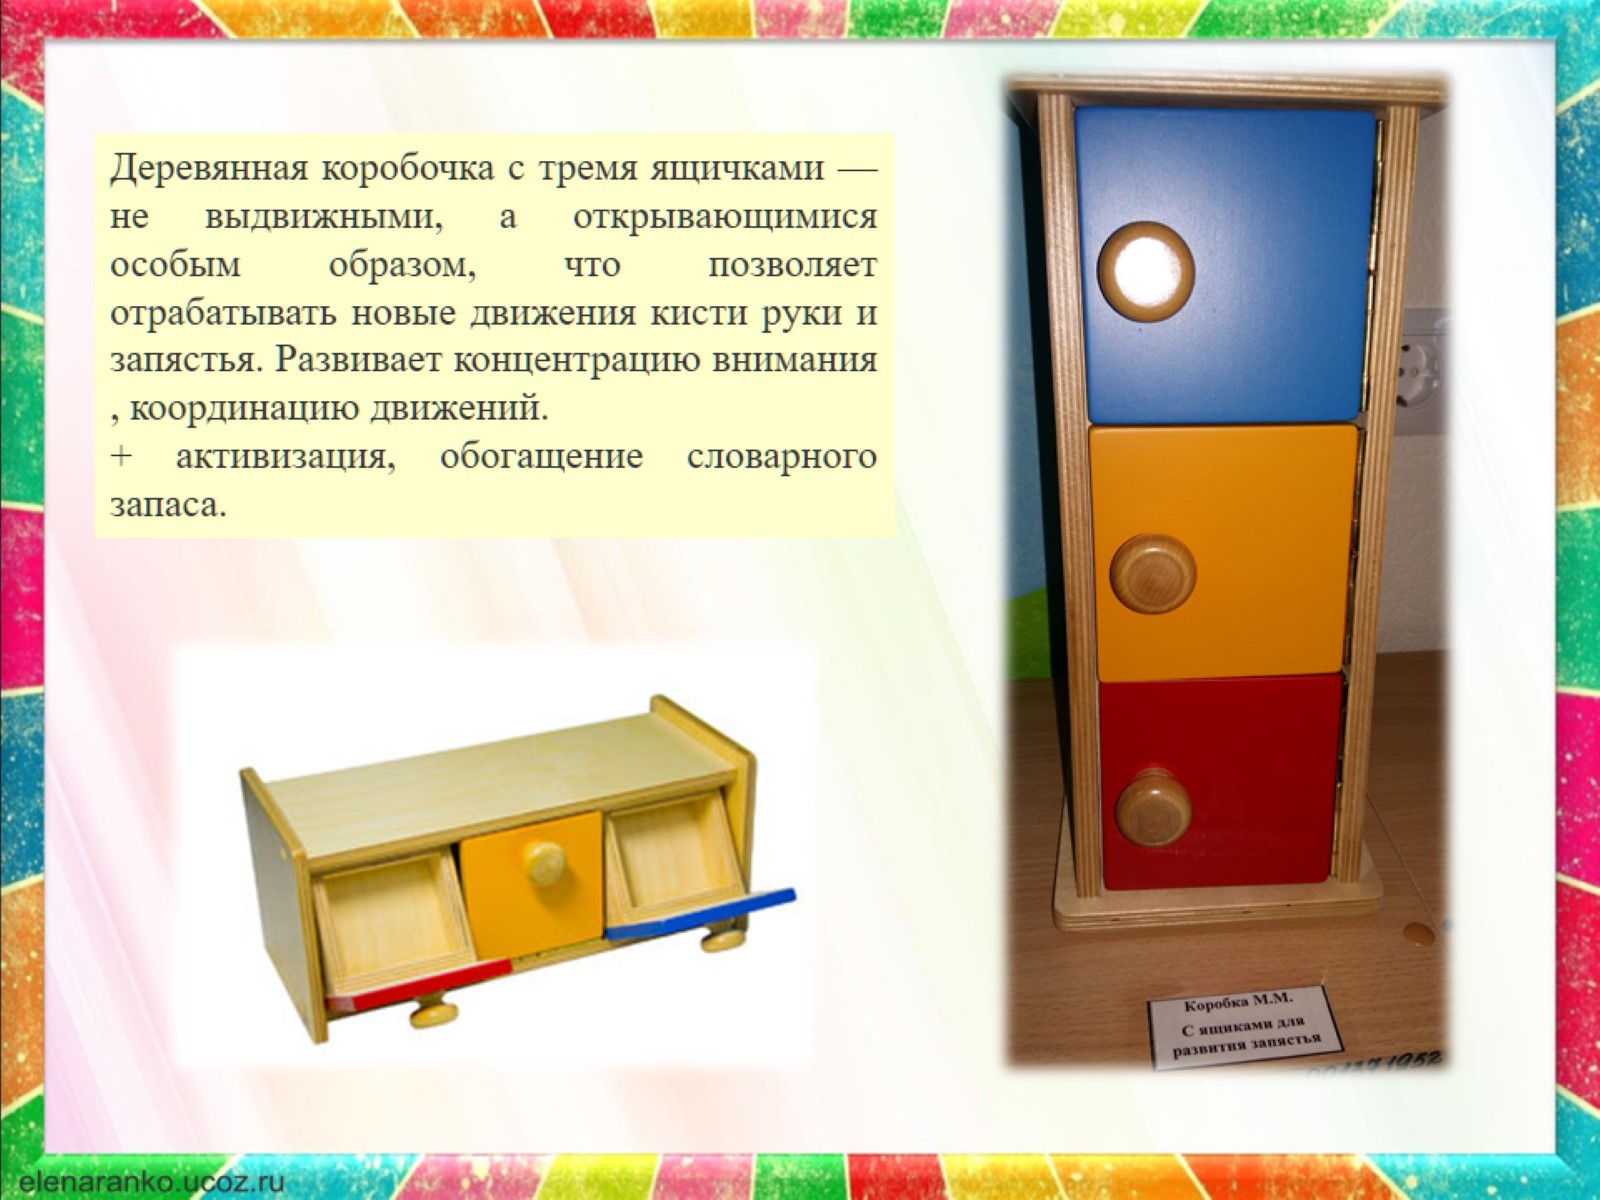 Деревянная коробочка с тремя ящичками —
не выдвижными, а открывающимися
особым образом, что позволяет
отрабатывать новые движения кисти руки и
запястья. Развивает концентрацию внимания
, координацию движений.
+ активизация, обогащение словарного
запаса.
Коробка М.М.
С ящиками для
развития запястья
elenaranko.ucoz.ru